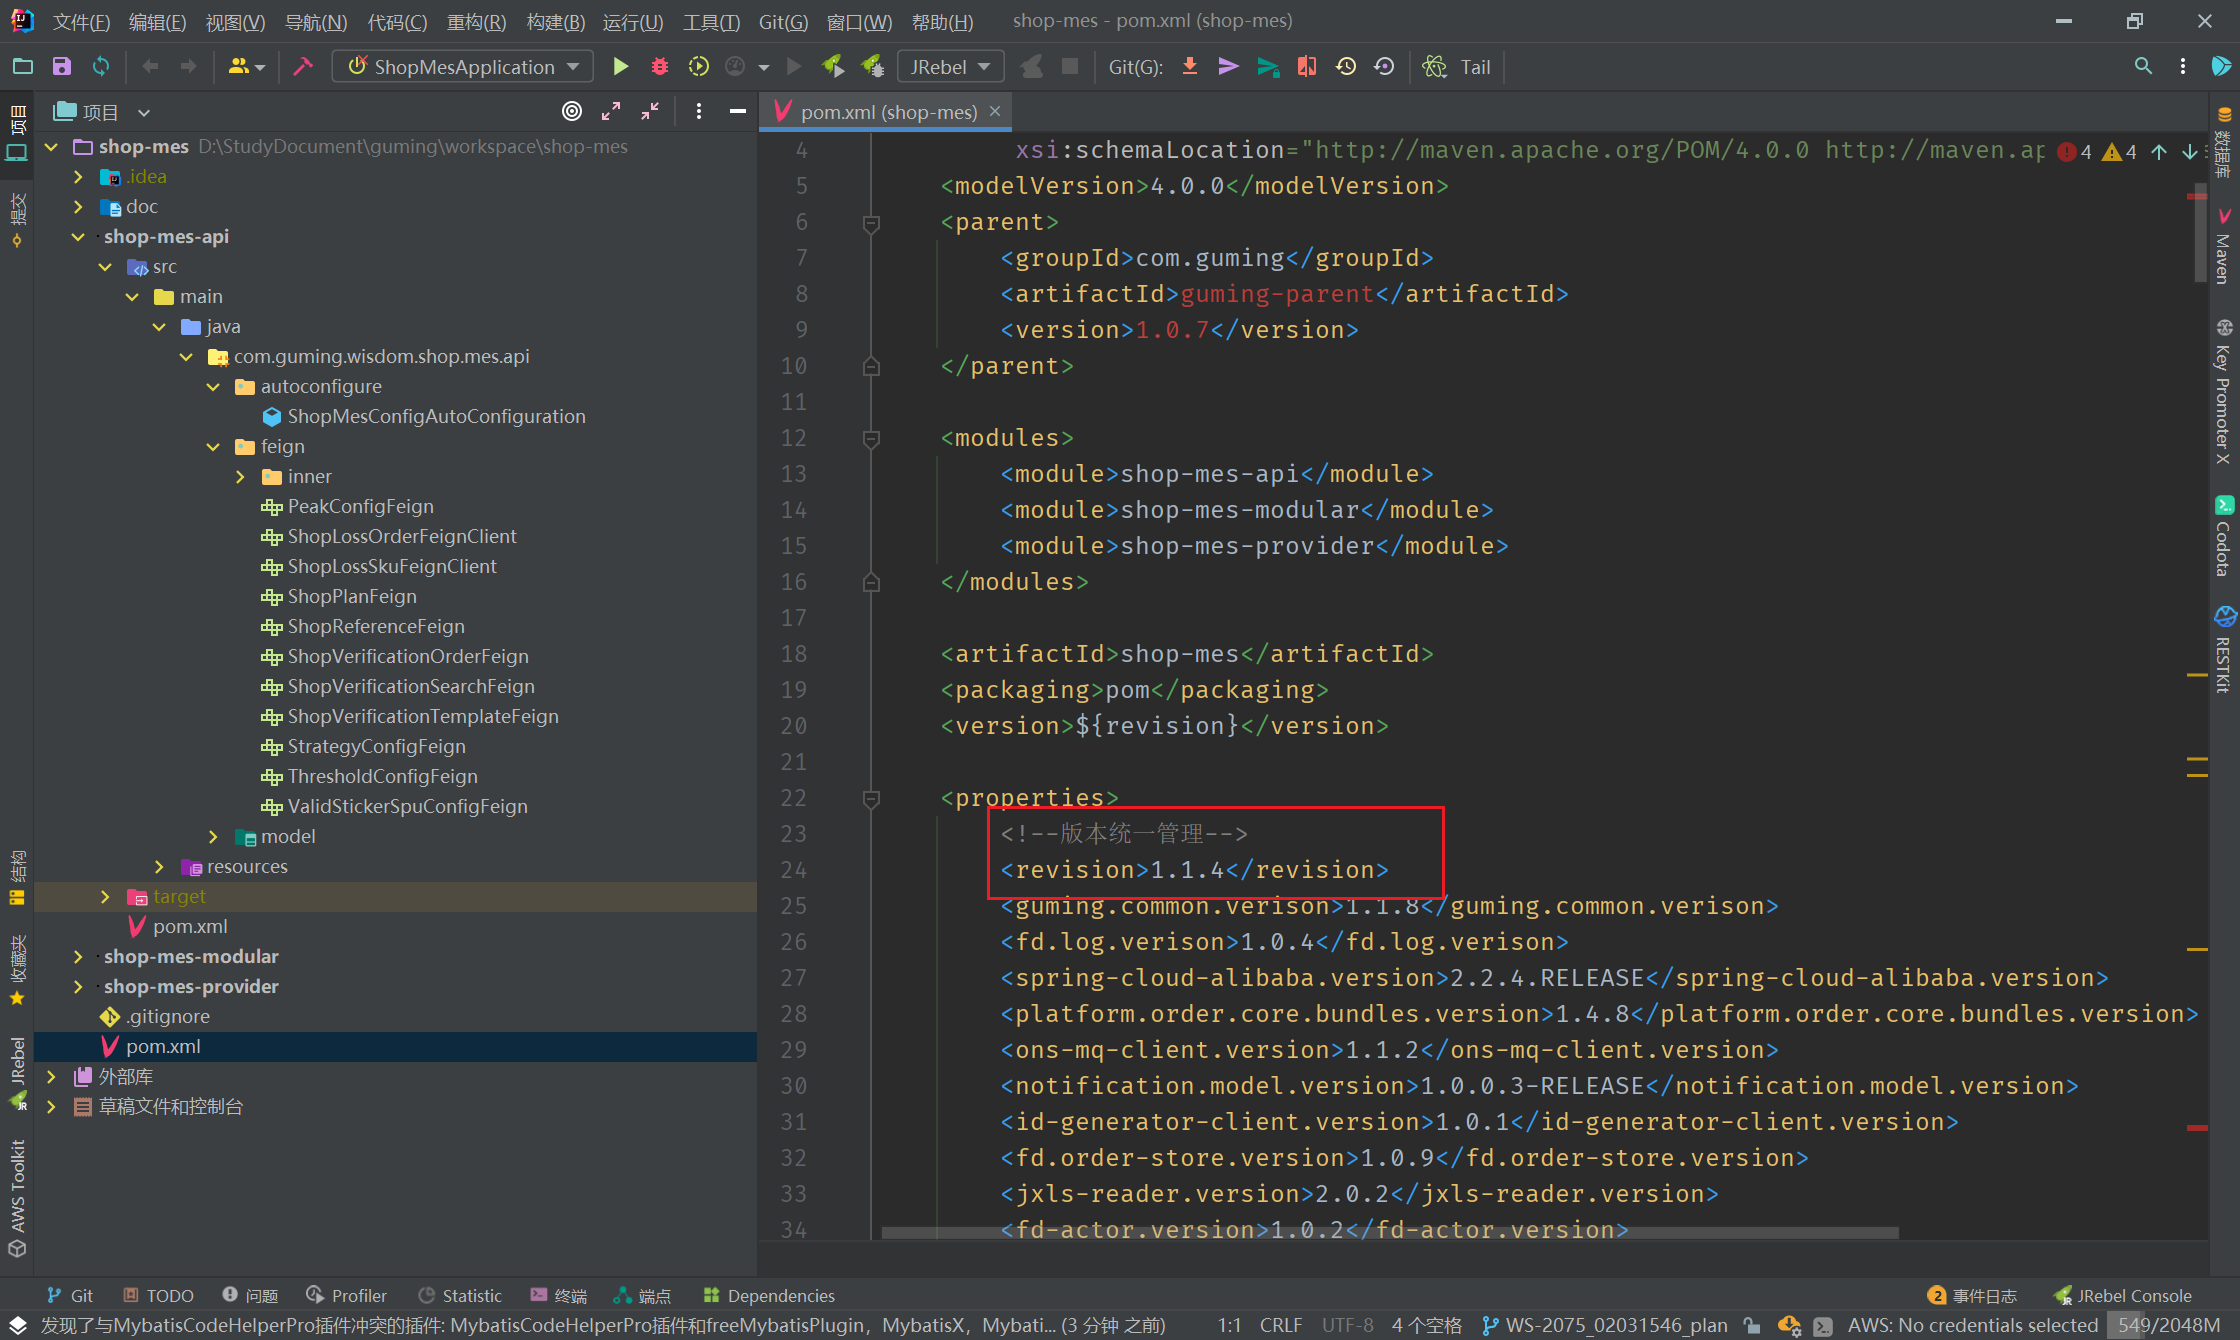 文件(F) 编辑(E) 视图(V) 导航(N) 代码(C) 重构(R) 构建(B) 运行(U) 工具(T) Git(G) 窗口(W) 帮助(H) shop-mes - pom.xml (shop-mes)
ShopMesApplication JRebel Git(G): Tail
项目 pom.xml (shop-mes)
shop-mes D:\StudyDocument\guming\workspace\shop-mes
.idea
doc
shop-mes-api
src
main
java
com.guming.wisdom.shop.mes.api
autoconfigure
ShopMesConfigAutoConfiguration
feign
inner
PeakConfigFeign
ShopLossOrderFeignClient
ShopLossSkuFeignClient
ShopPlanFeign
ShopReferenceFeign
ShopVerificationOrderFeign
ShopVerificationSearchFeign
ShopVerificationTemplateFeign
StrategyConfigFeign
ThresholdConfigFeign
ValidStickerSpuConfigFeign
model
resources
target
pom.xml
shop-mes-modular
shop-mes-provider
.gitignore
pom.xml
外部库
草稿文件和控制台
4 xsi:schemaLocation="http://maven.apache.org/POM/4.0.0 http://maven.ap 4 4
5 <modelVersion>4.0.0</modelVersion>
6 <parent>
7 <groupId>com.guming</groupId>
8 <artifactId>guming-parent</artifactId>
9 <version>1.0.7</version>
10 </parent>
11
12 <modules>
13 <module>shop-mes-api</module>
14 <module>shop-mes-modular</module>
15 <module>shop-mes-provider</module>
16 </modules>
17
18 <artifactId>shop-mes</artifactId>
19 <packaging>pom</packaging>
20 <version>${revision}</version>
21
22 <properties>
23 <!--版本统一管理-->
24 <revision>1.1.4</revision>
25 <guming.common.verison>1.1.8</guming.common.verison>
26 <fd.log.verison>1.0.4</fd.log.verison>
27 <spring-cloud-alibaba.version>2.2.4.RELEASE</spring-cloud-alibaba.version>
28 <platform.order.core.bundles.version>1.4.8</platform.order.core.bundles.version>
29 <ons-mq-client.version>1.1.2</ons-mq-client.version>
30 <notification.model.version>1.0.0.3-RELEASE</notification.model.version>
31 <id-generator-client.version>1.0.1</id-generator-client.version>
32 <fd.order-store.version>1.0.9</fd.order-store.version>
33 <jxls-reader.version>2.0.2</jxls-reader.version>
34 <fd-actor.version>1.0.2</fd-actor.version>
项目
提交
结构
收藏夹
JRebel
AWS Toolkit
数据库
Maven
Key Promoter X
Codota
RESTKit
Git TODO 问题 Profiler Statistic 终端 端点 Dependencies 2 事件日志 JRebel Console
发现了与MybatisCodeHelperPro插件冲突的插件: MybatisCodeHelperPro插件和freeMybatisPlugin，MybatisX，Mybati... (3 分钟 之前) 1:1 CRLF UTF-8 4 个空格 WS-2075_02031546_plan AWS: No credentials selected 549/2048M